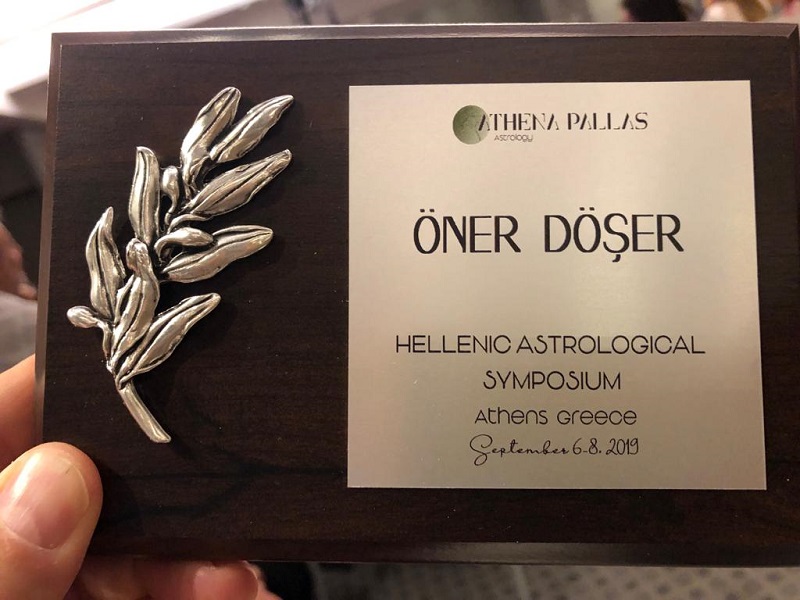 ATHENA PALLAS
Astrology
ÖNER DÖŞER
HELLENIC ASTROLOGICAL
SYMPOSIUM
Athens Greece
September 6-8, 2019